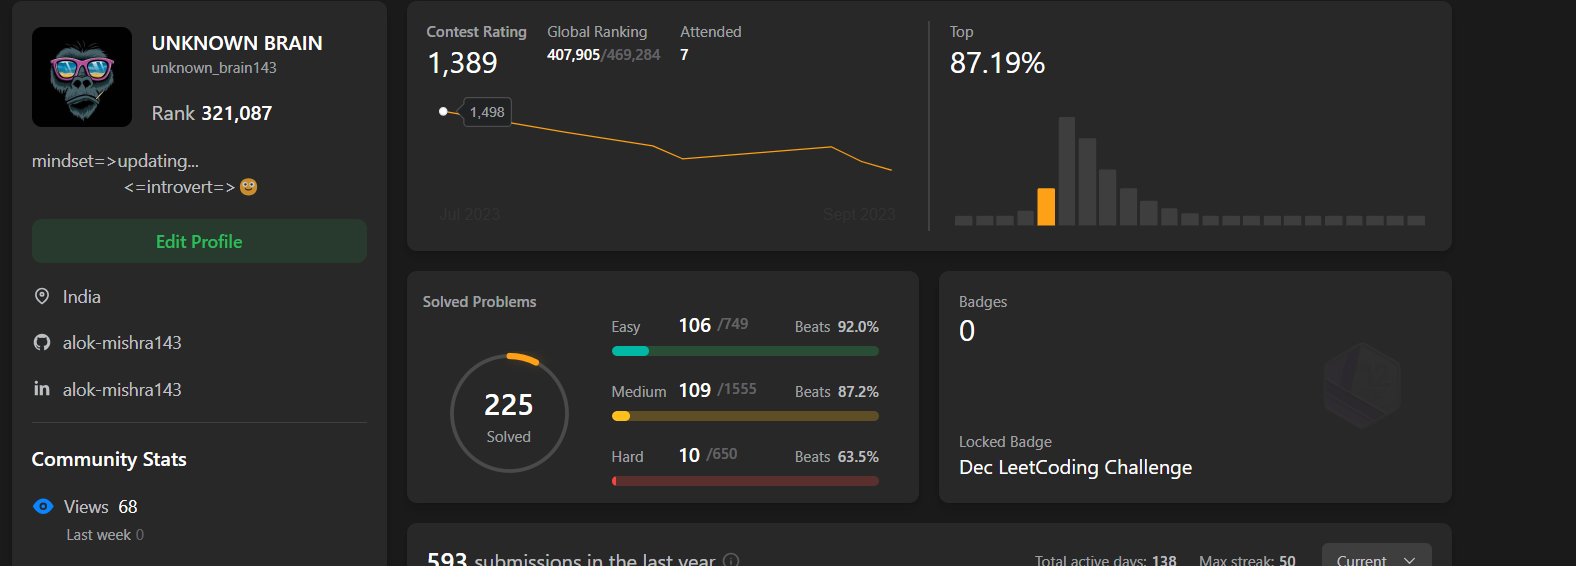 UNKNOWN BRAIN
unknown_brain143
Rank 321,087
mindset=>updating...
<=introvert=>
Edit Profile
India
alok-mishra143
alok-mishra143
Community Stats
Views 68
Last week 0
Contest Rating
1,389
Global Ranking
407,905/469,284
Attended
7
1,498
Jul 2023
Sept 2023
Top
87.19%
Solved Problems
225
Solved
Easy 106 /749 Beats 92.0%
Medium 109 /1555 Beats 87.2%
Hard 10 /650 Beats 63.5%
Badges
0
Locked Badge
Dec LeetCoding Challenge
593 submissions in the last year
Total active days: 138 Max streak: 50 Current